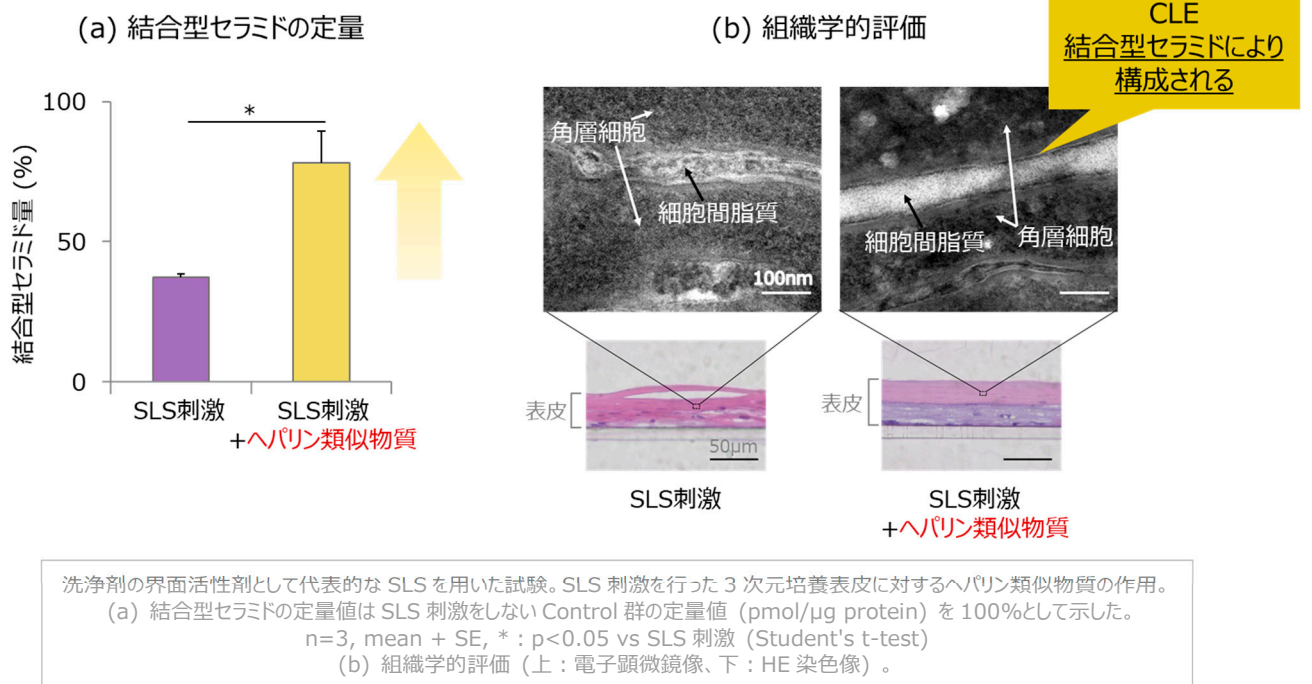 (a) 結合型セラミドの定量
(b) 組織学的評価
CLE
結合型セラミドにより
構成される
結合型セラミド量 (%)
100
50
0
*
SLS刺激
SLS刺激
+ヘパリン類似物質
角層細胞
細胞間脂質
100nm
細胞間脂質
角層細胞
表皮
50μm
表皮
SLS刺激
SLS刺激
+ヘパリン類似物質
洗浄剤の界面活性剤として代表的な SLS を用いた試験。SLS 刺激を行った 3 次元培養表皮に対するヘパリン類似物質の作用。
(a) 結合型セラミドの定量値は SLS 刺激をしない Control 群の定量値 (pmol/μg protein) を 100%として示した。
n=3, mean + SE, * : p<0.05 vs SLS 刺激 (Student's t-test)
(b) 組織学的評価 (上：電子顕微鏡像、下：HE 染色像) 。